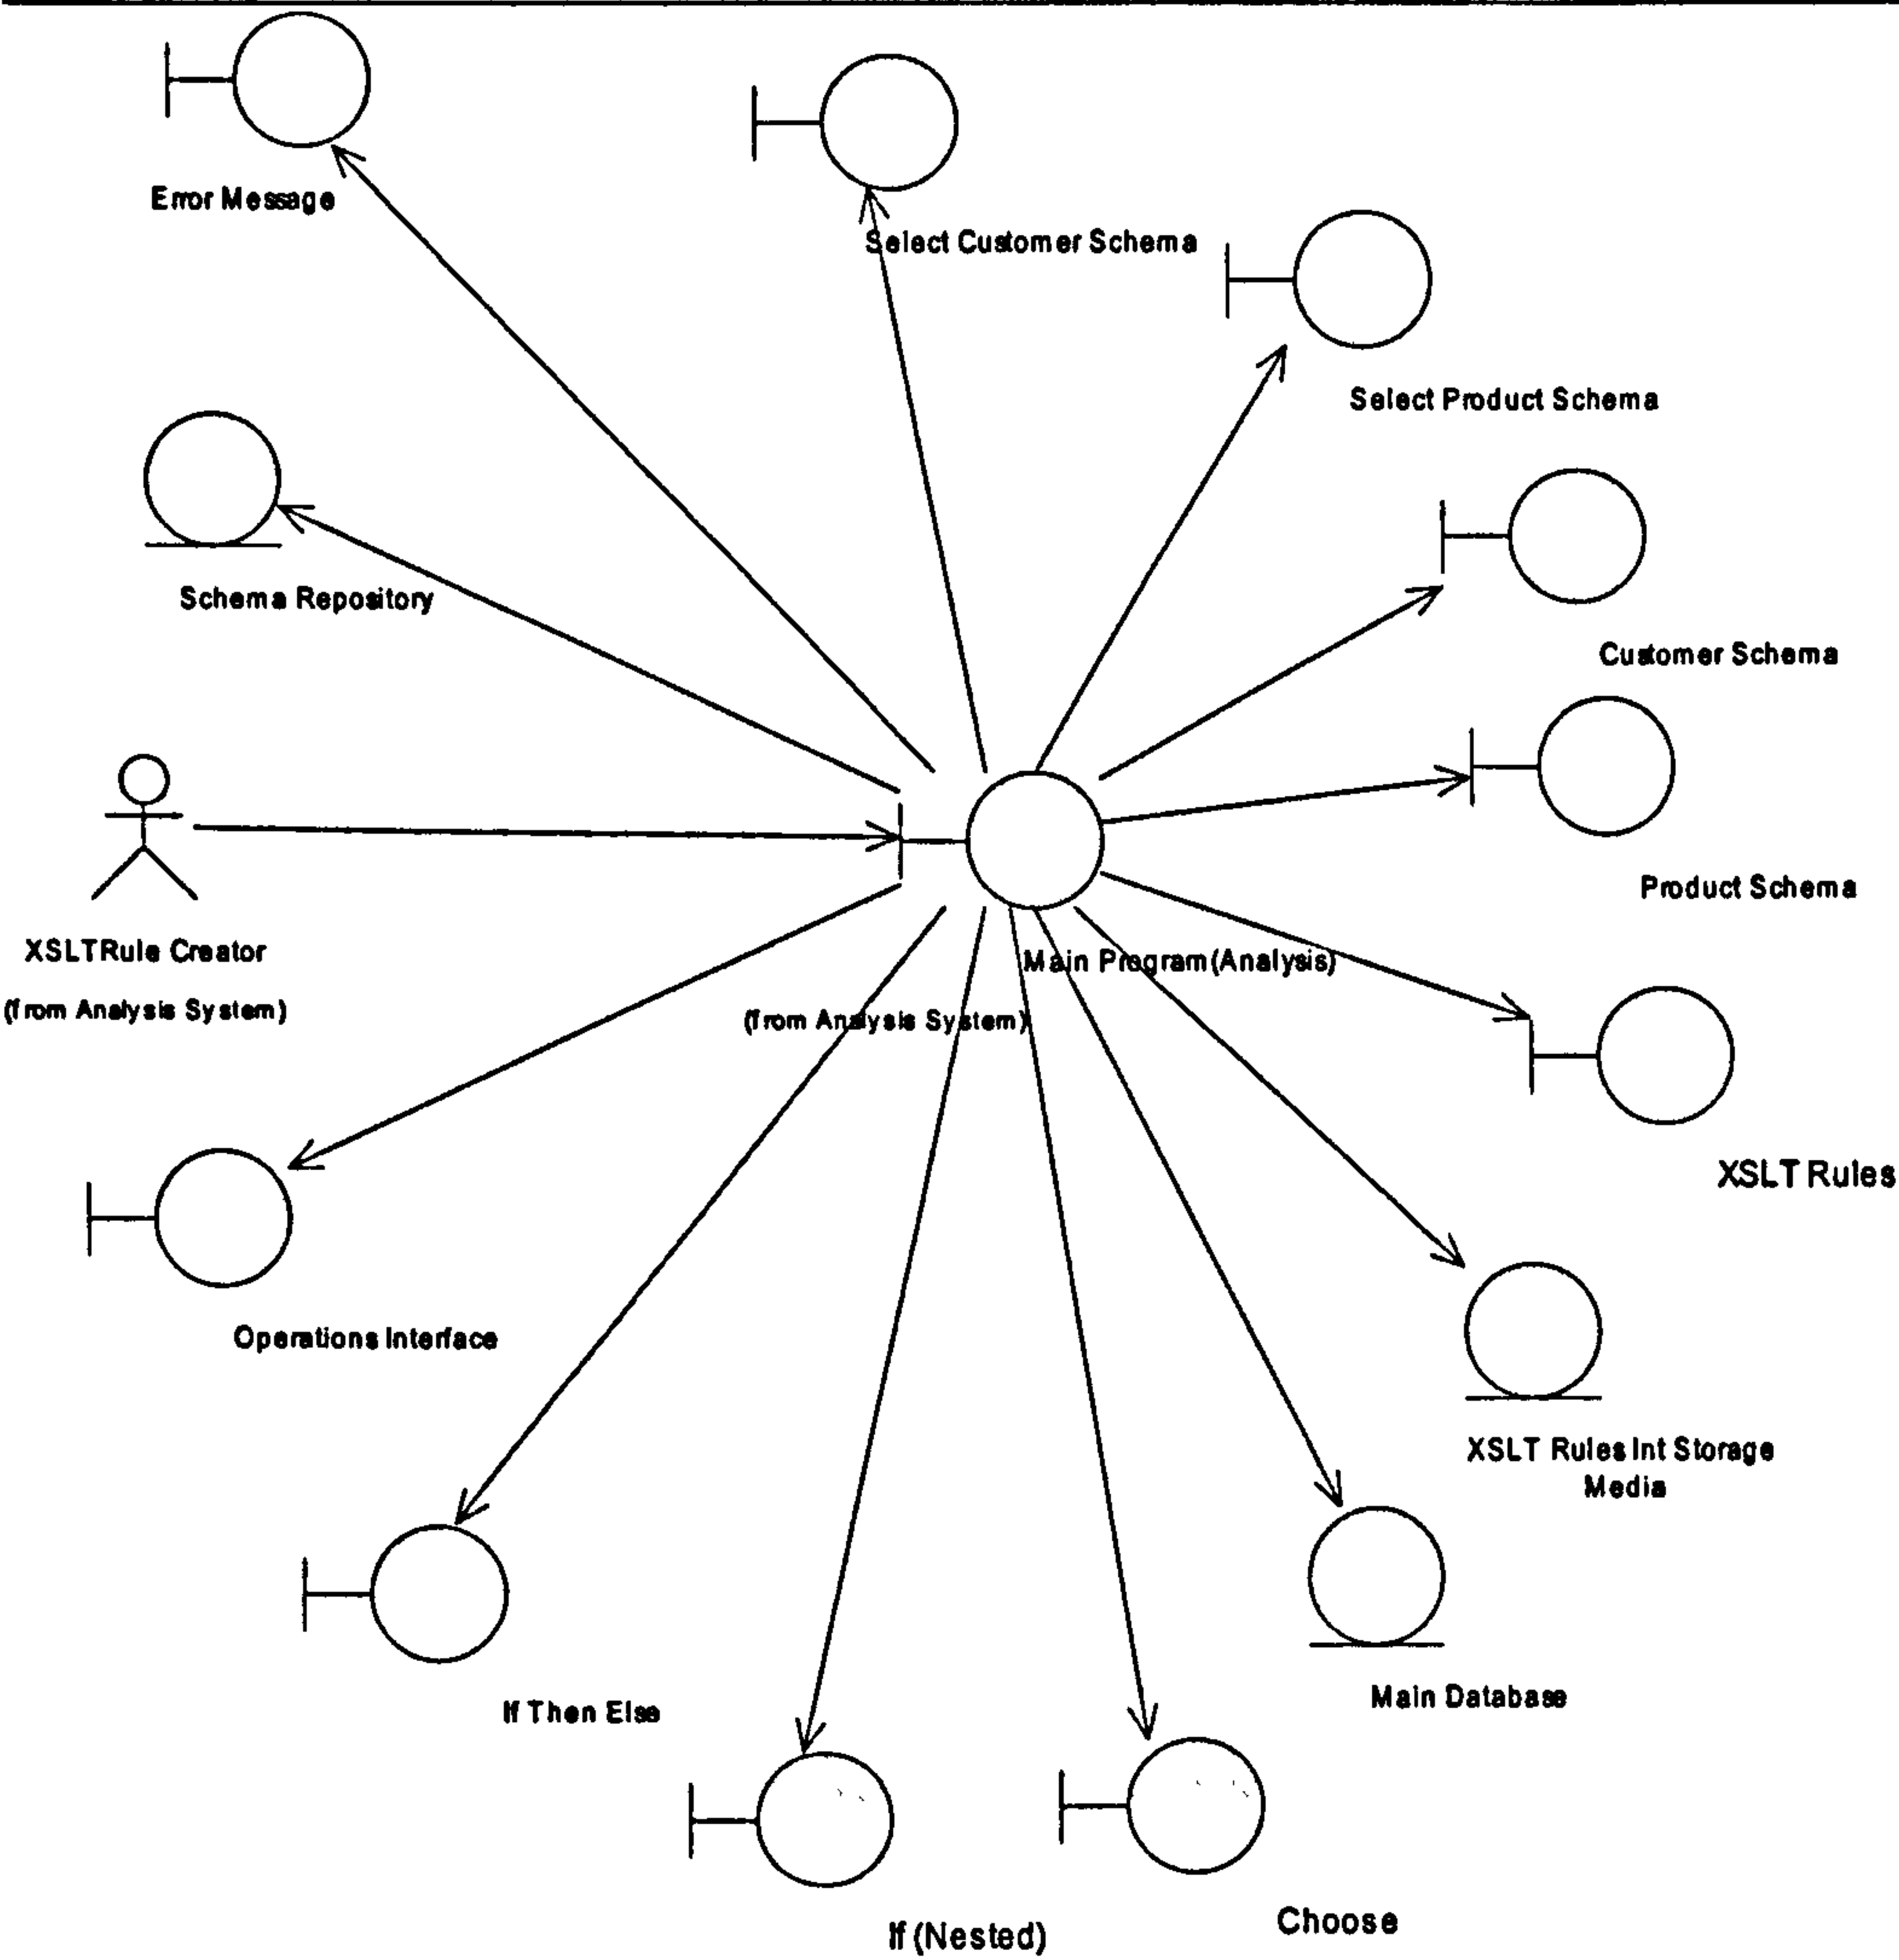 Error Message
Select Customer Schema
Select Product Schema
Schema Repository
Customer Schema
Product Schema
XSLTRule Creator
(from Analysis System)
Main Program(Analysis)
(from Analysis System)
XSLT Rules
Operations Interface
XSLT Rules Int Storage
Media
If Then Else
Main Database
If (Nested)
Choose